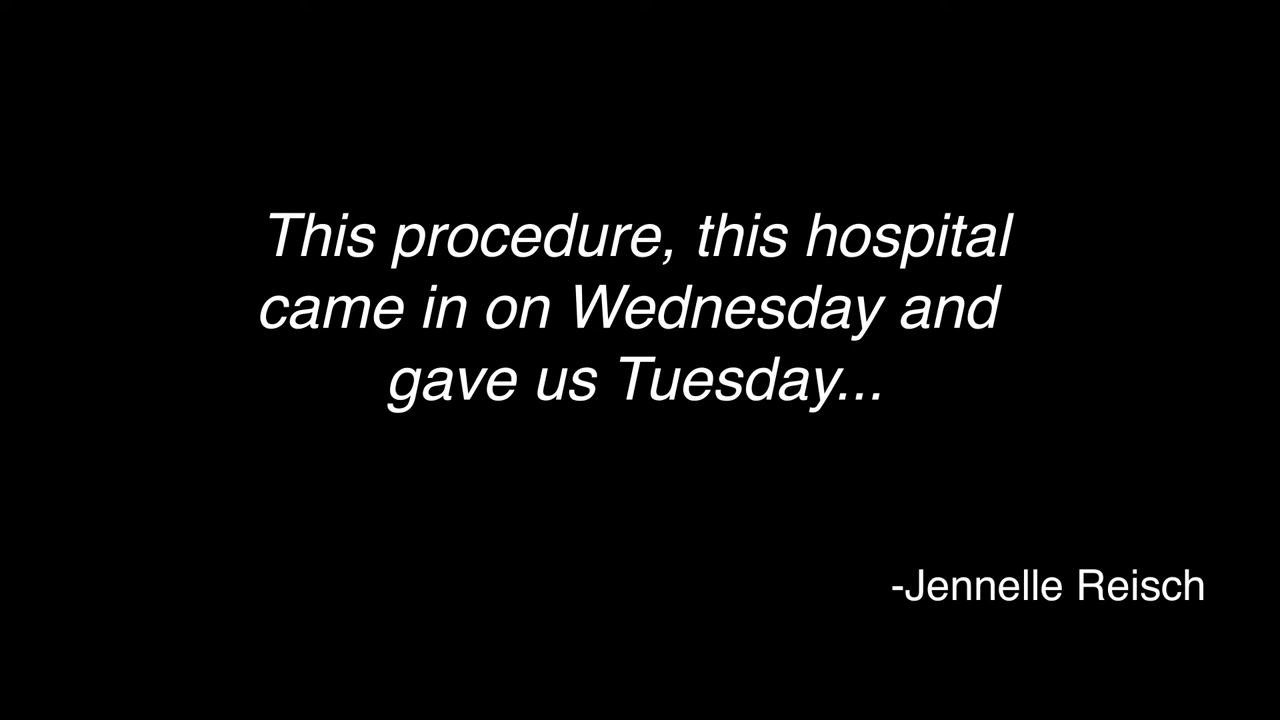 This procedure, this hospital
came in on Wednesday and
gave us Tuesday...
-Jennelle Reisch